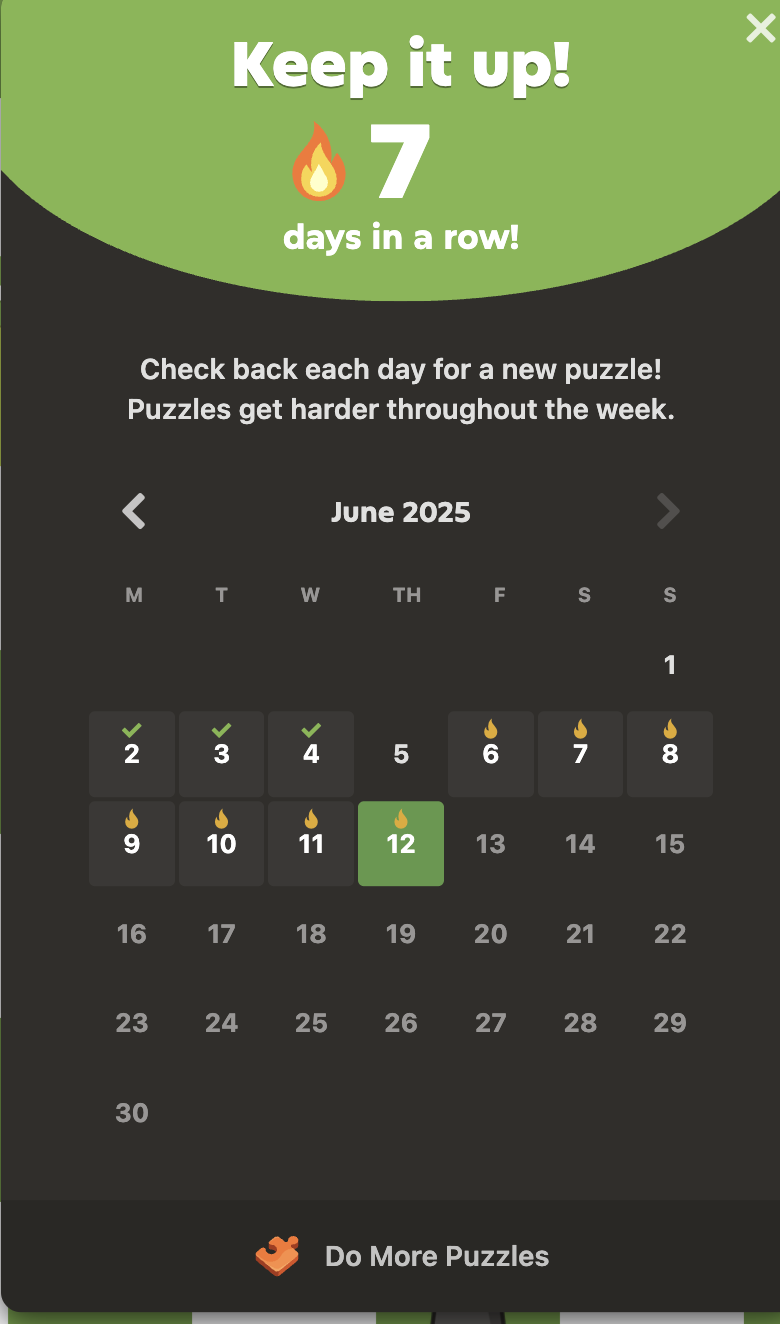 Keep it up!
7
days in a row!
Check back each day for a new puzzle!
Puzzles get harder throughout the week.
June 2025
M T W TH F S S
1
2 3 4 5 6 7 8
9 10 11 12 13 14 15
16 17 18 19 20 21 22
23 24 25 26 27 28 29
30
Do More Puzzles